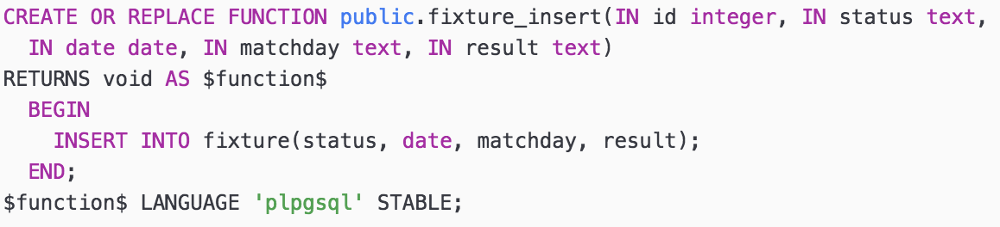 CREATE OR REPLACE FUNCTION public.fixture_insert(IN id integer, IN status text,
  IN date date, IN matchday text, IN result text)
RETURNS void AS $function$
  BEGIN
    INSERT INTO fixture(status, date, matchday, result);
  END;
$function$ LANGUAGE 'plpgsql' STABLE;